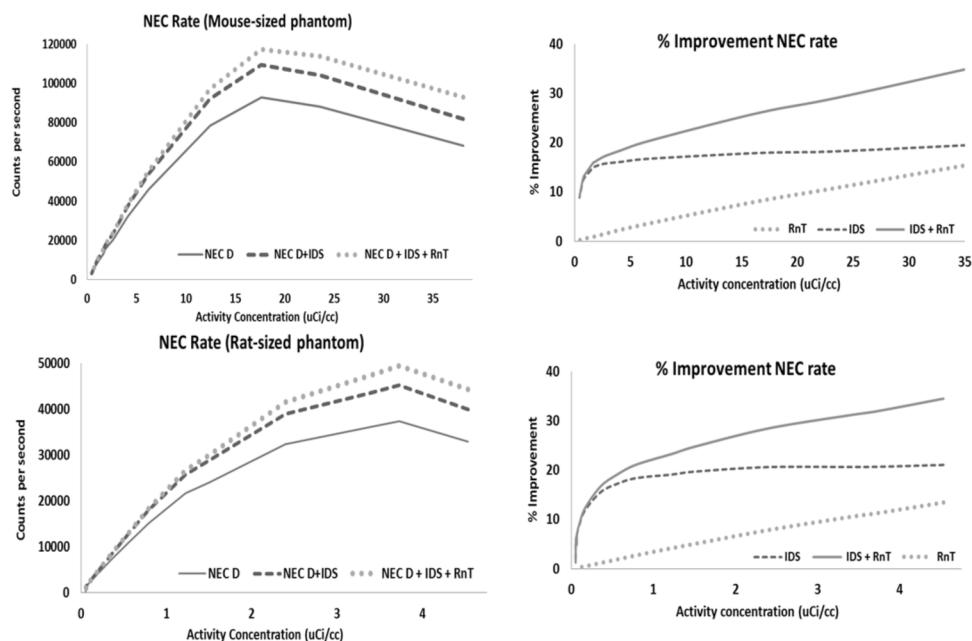 NEC Rate (Mouse-sized phantom)
120000
100000
80000
60000
40000
20000
0
Counts per second
0 5 10 15 20 25 30 35
Activity Concentration (uCi/cc)
NEC D NEC D+IDS NEC D + IDS + RnT
% Improvement NEC rate
40
30
20
10
0
% Improvement
0 5 10 15 20 25 30 35
Activity concentration (uCi/cc)
RnT IDS IDS + RnT
NEC Rate (Rat-sized phantom)
50000
40000
30000
20000
10000
0
Counts per second
0 1 2 3 4
Activity Concentration (uCi/cc)
NEC D NEC D+IDS NEC D + IDS + RnT
% Improvement NEC rate
40
30
20
10
0
% Improvement
0 1 2 3 4
Activity concentration (uCi/cc)
IDS IDS + RnT RnT